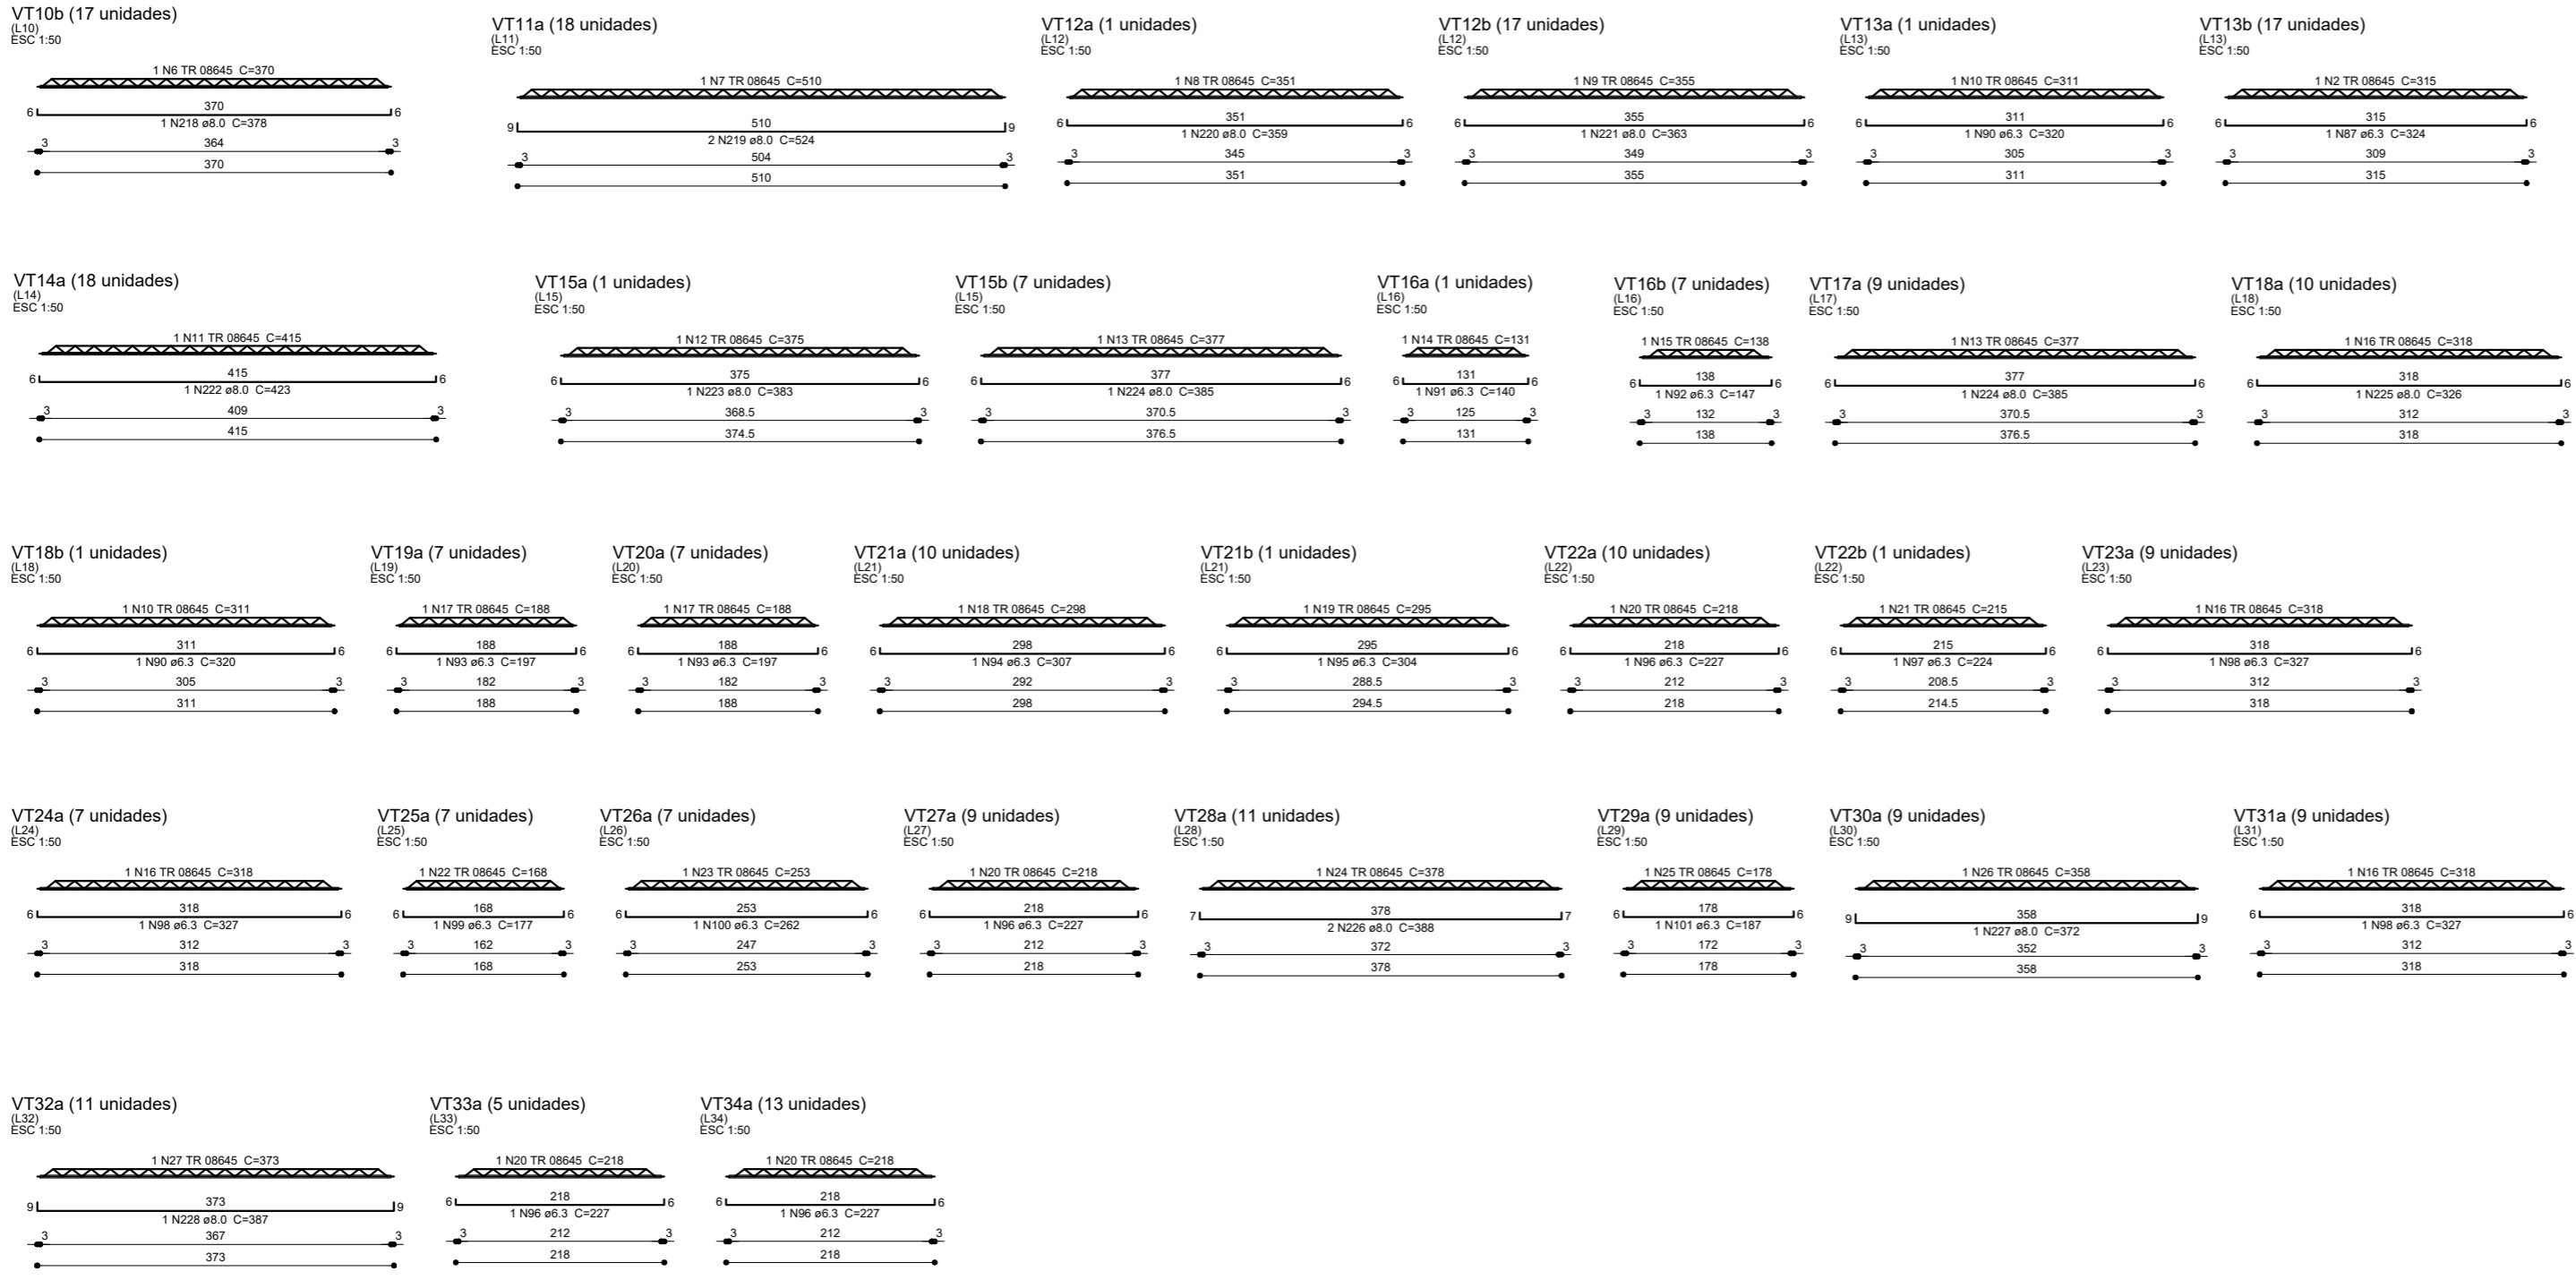 VT10b (17 unidades)
(L10)
ESC 1:50
1 N6 TR 08645 C=370
370
6 6
1 N218 ø8.0 C=378
3 364 3
370
VT11a (18 unidades)
(L11)
ESC 1:50
1 N7 TR 08645 C=510
510
9 9
2 N219 ø8.0 C=524
3 504 3
510
VT12a (1 unidades)
(L12)
ESC 1:50
1 N8 TR 08645 C=351
351
6 6
1 N220 ø8.0 C=359
3 345 3
351
VT12b (17 unidades)
(L12)
ESC 1:50
1 N9 TR 08645 C=355
355
6 6
1 N221 ø8.0 C=363
3 349 3
355
VT13a (1 unidades)
(L13)
ESC 1:50
1 N10 TR 08645 C=311
311
6 6
1 N90 ø6.3 C=320
3 305 3
311
VT13b (17 unidades)
(L13)
ESC 1:50
1 N2 TR 08645 C=315
315
6 6
1 N87 ø6.3 C=324
3 309 3
315
VT14a (18 unidades)
(L14)
ESC 1:50
1 N11 TR 08645 C=415
415
6 6
1 N222 ø8.0 C=423
3 409 3
415
VT15a (1 unidades)
(L15)
ESC 1:50
1 N12 TR 08645 C=375
375
6 6
1 N223 ø8.0 C=383
3 368.5 3
374.5
VT15b (7 unidades)
(L15)
ESC 1:50
1 N13 TR 08645 C=377
377
6 6
1 N224 ø8.0 C=385
3 370.5 3
376.5
VT16a (1 unidades)
(L16)
ESC 1:50
1 N14 TR 08645 C=131
131
6 6
1 N91 ø6.3 C=140
3 125 3
131
VT16b (7 unidades)
(L16)
ESC 1:50
1 N15 TR 08645 C=138
138
6 6
1 N92 ø6.3 C=147
3 132 3
138
VT17a (9 unidades)
(L17)
ESC 1:50
1 N13 TR 08645 C=377
377
6 6
1 N224 ø8.0 C=385
3 370.5 3
376.5
VT18a (10 unidades)
(L18)
ESC 1:50
1 N16 TR 08645 C=318
318
6 6
1 N225 ø8.0 C=326
3 312 3
318
VT18b (1 unidades)
(L18)
ESC 1:50
1 N10 TR 08645 C=311
311
6 6
1 N90 ø6.3 C=320
3 305 3
311
VT19a (7 unidades)
(L19)
ESC 1:50
1 N17 TR 08645 C=188
188
6 6
1 N93 ø6.3 C=197
3 182 3
188
VT20a (7 unidades)
(L20)
ESC 1:50
1 N17 TR 08645 C=188
188
6 6
1 N93 ø6.3 C=197
3 182 3
188
VT21a (10 unidades)
(L21)
ESC 1:50
1 N18 TR 08645 C=298
298
6 6
1 N94 ø6.3 C=307
3 292 3
298
VT21b (1 unidades)
(L21)
ESC 1:50
1 N19 TR 08645 C=295
295
6 6
1 N95 ø6.3 C=304
3 288.5 3
294.5
VT22a (10 unidades)
(L22)
ESC 1:50
1 N20 TR 08645 C=218
218
6 6
1 N96 ø6.3 C=227
3 212 3
218
VT22b (1 unidades)
(L22)
ESC 1:50
1 N21 TR 08645 C=215
215
6 6
1 N97 ø6.3 C=224
3 208.5 3
214.5
VT23a (9 unidades)
(L23)
ESC 1:50
1 N16 TR 08645 C=318
318
6 6
1 N98 ø6.3 C=327
3 312 3
318
VT24a (7 unidades)
(L24)
ESC 1:50
1 N16 TR 08645 C=318
318
6 6
1 N98 ø6.3 C=327
3 312 3
318
VT25a (7 unidades)
(L25)
ESC 1:50
1 N22 TR 08645 C=168
168
6 6
1 N99 ø6.3 C=177
3 162 3
168
VT26a (7 unidades)
(L26)
ESC 1:50
1 N23 TR 08645 C=253
253
6 6
1 N100 ø6.3 C=262
3 247 3
253
VT27a (9 unidades)
(L27)
ESC 1:50
1 N20 TR 08645 C=218
218
6 6
1 N96 ø6.3 C=227
3 212 3
218
VT28a (11 unidades)
(L28)
ESC 1:50
1 N24 TR 08645 C=378
378
7 7
2 N226 ø8.0 C=388
3 372 3
378
VT29a (9 unidades)
(L29)
ESC 1:50
1 N25 TR 08645 C=178
178
6 6
1 N101 ø6.3 C=187
3 172 3
178
VT30a (9 unidades)
(L30)
ESC 1:50
1 N26 TR 08645 C=358
358
9 9
1 N227 ø8.0 C=372
3 352 3
358
VT31a (9 unidades)
(L31)
ESC 1:50
1 N16 TR 08645 C=318
318
6 6
1 N98 ø6.3 C=327
3 312 3
318
VT32a (11 unidades)
(L32)
ESC 1:50
1 N27 TR 08645 C=373
373
9 9
1 N228 ø8.0 C=387
3 367 3
373
VT33a (5 unidades)
(L33)
ESC 1:50
1 N20 TR 08645 C=218
218
6 6
1 N96 ø6.3 C=227
3 212 3
218
VT34a (13 unidades)
(L34)
ESC 1:50
1 N20 TR 08645 C=218
218
6 6
1 N96 ø6.3 C=227
3 212 3
218